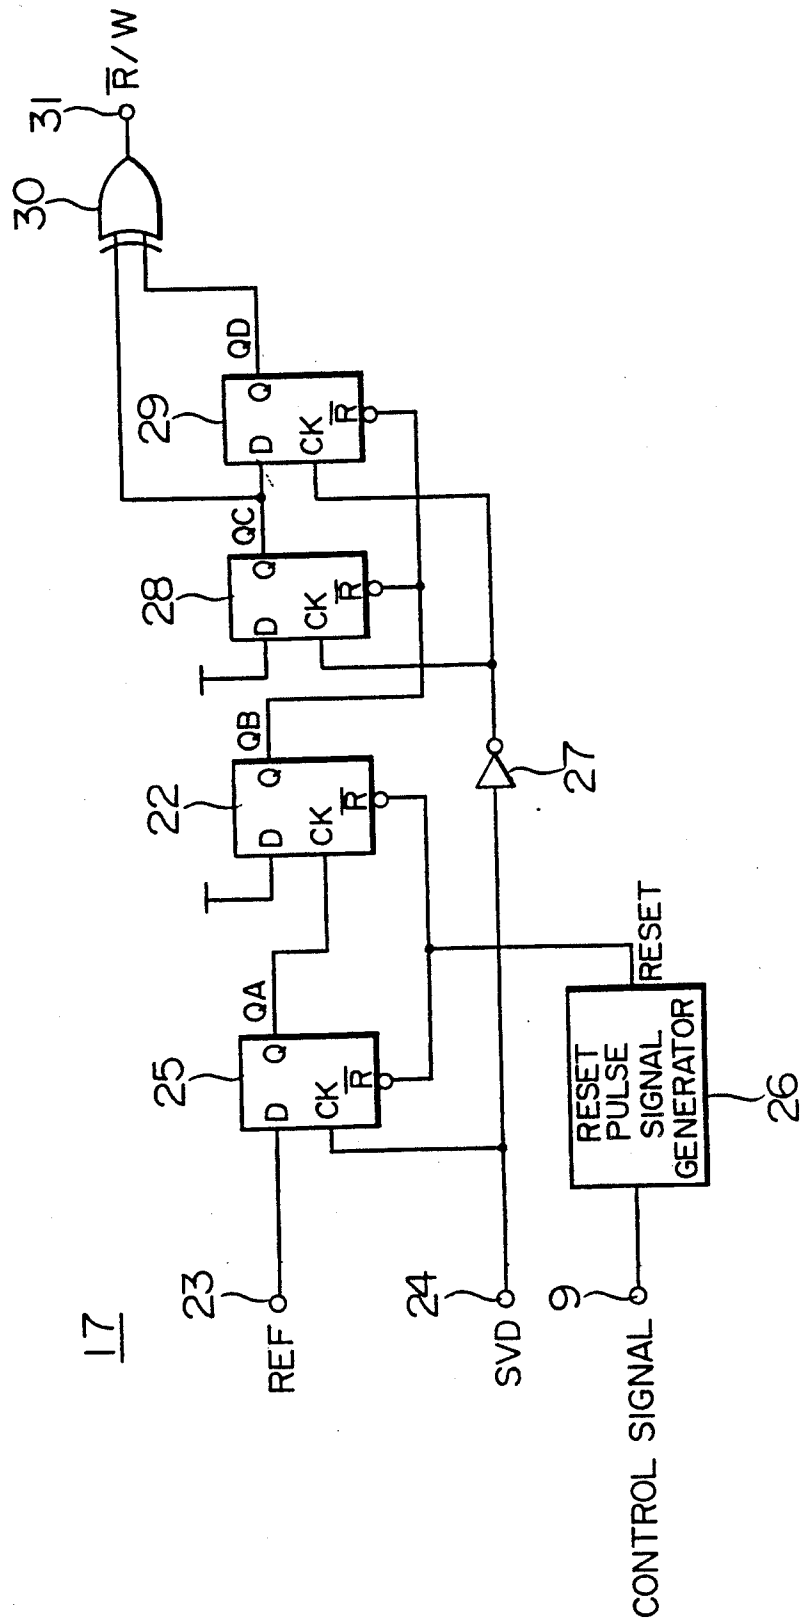 17
30
31
R̅/W
23
REF
25
D
Q
CK
R̅
QA
22
D
Q
CK
R̅
QB
28
D
Q
CK
R̅
QC
29
D
Q
CK
R̅
QD
24
SVD
27
9
CONTROL SIGNAL
RESET
PULSE
SIGNAL
GENERATOR
RESET
26